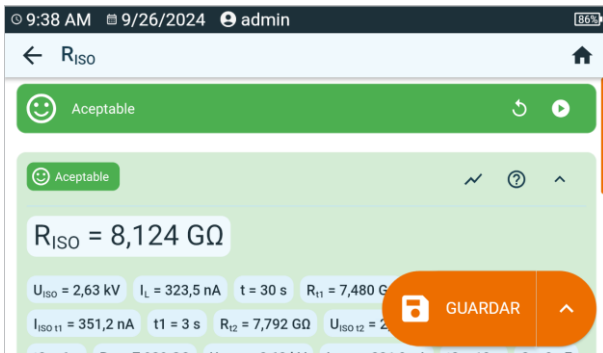 9:38 AM 9/26/2024 admin 86%
RISO
Aceptable
Aceptable
RISO = 8,124 GΩ
UISO = 2,63 kV IL = 323,5 nA t = 30 s Rt1 = 7,480 G
GUARDAR
IISO t1 = 351,2 nA t1 = 3 s Rt2 = 7,792 GΩ UISO t2 = 2